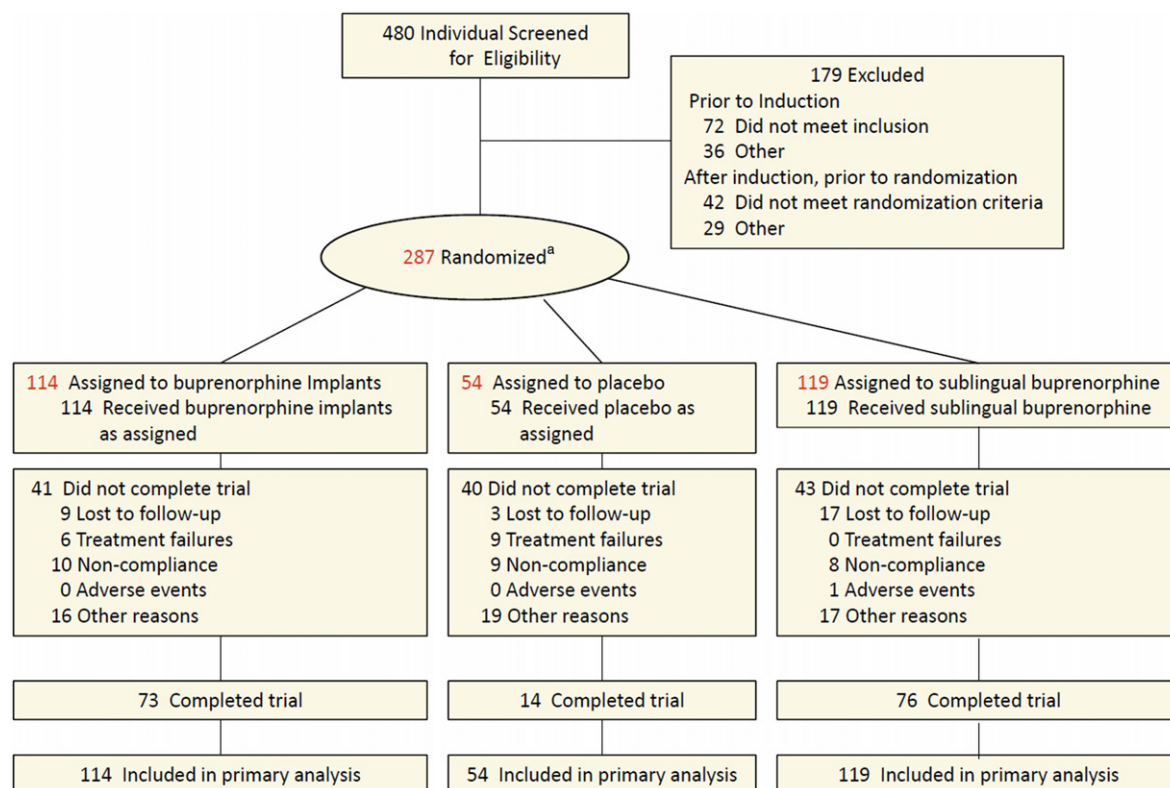 480 Individual Screened
for Eligibility
179 Excluded
Prior to Induction
72 Did not meet inclusion
36 Other
After induction, prior to randomization
42 Did not meet randomization criteria
29 Other
287 Randomizedᵃ
114 Assigned to buprenorphine Implants
114 Received buprenorphine implants
as assigned
54 Assigned to placebo
54 Received placebo as
assigned
119 Assigned to sublingual buprenorphine
119 Received sublingual buprenorphine
41 Did not complete trial
9 Lost to follow-up
6 Treatment failures
10 Non-compliance
0 Adverse events
16 Other reasons
40 Did not complete trial
3 Lost to follow-up
9 Treatment failures
9 Non-compliance
0 Adverse events
19 Other reasons
43 Did not complete trial
17 Lost to follow-up
0 Treatment failures
8 Non-compliance
1 Adverse events
17 Other reasons
73 Completed trial
14 Completed trial
76 Completed trial
114 Included in primary analysis
54 Included in primary analysis
119 Included in primary analysis